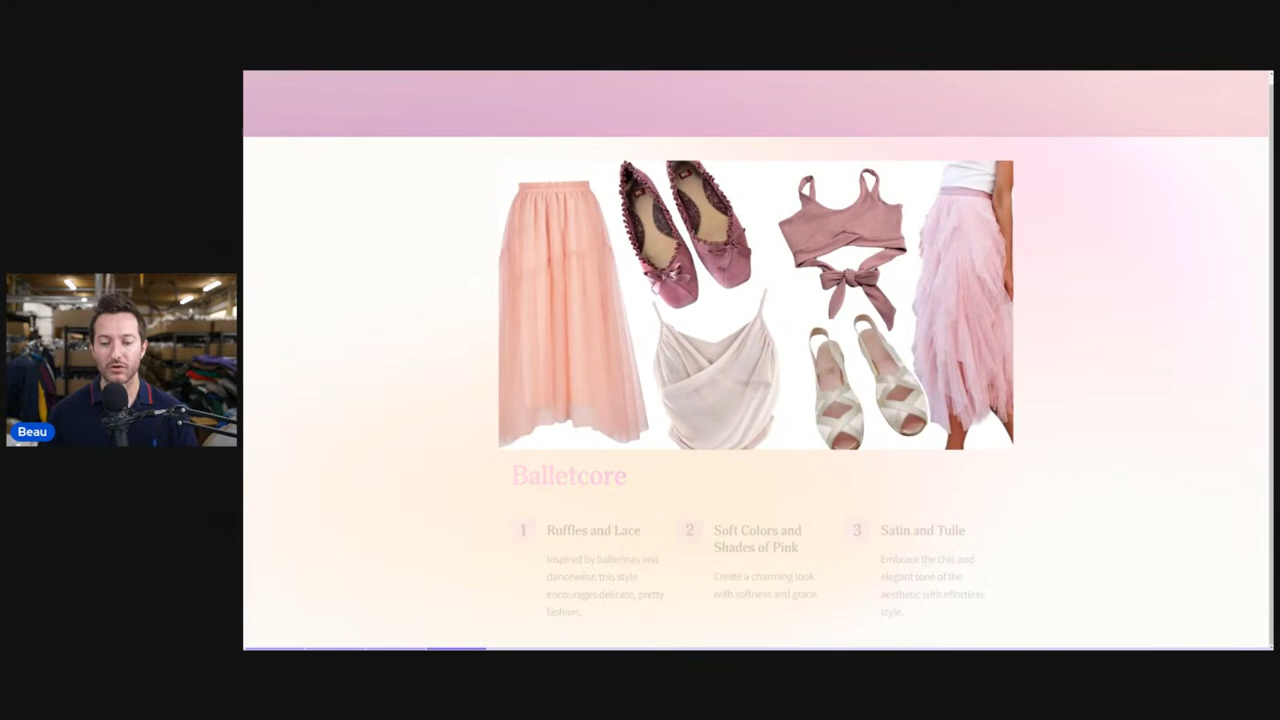 Beau
Balletcore
1 Ruffles and Lace
Inspired by ballerinas and
dancewear, this style
encourages delicate, pretty
fashion.
2 Soft Colors and
Shades of Pink
Create a charming look
with softness and grace.
3 Satin and Tulle
Embrace the chic and
elegant tone of the
aesthetic with effortless
style.